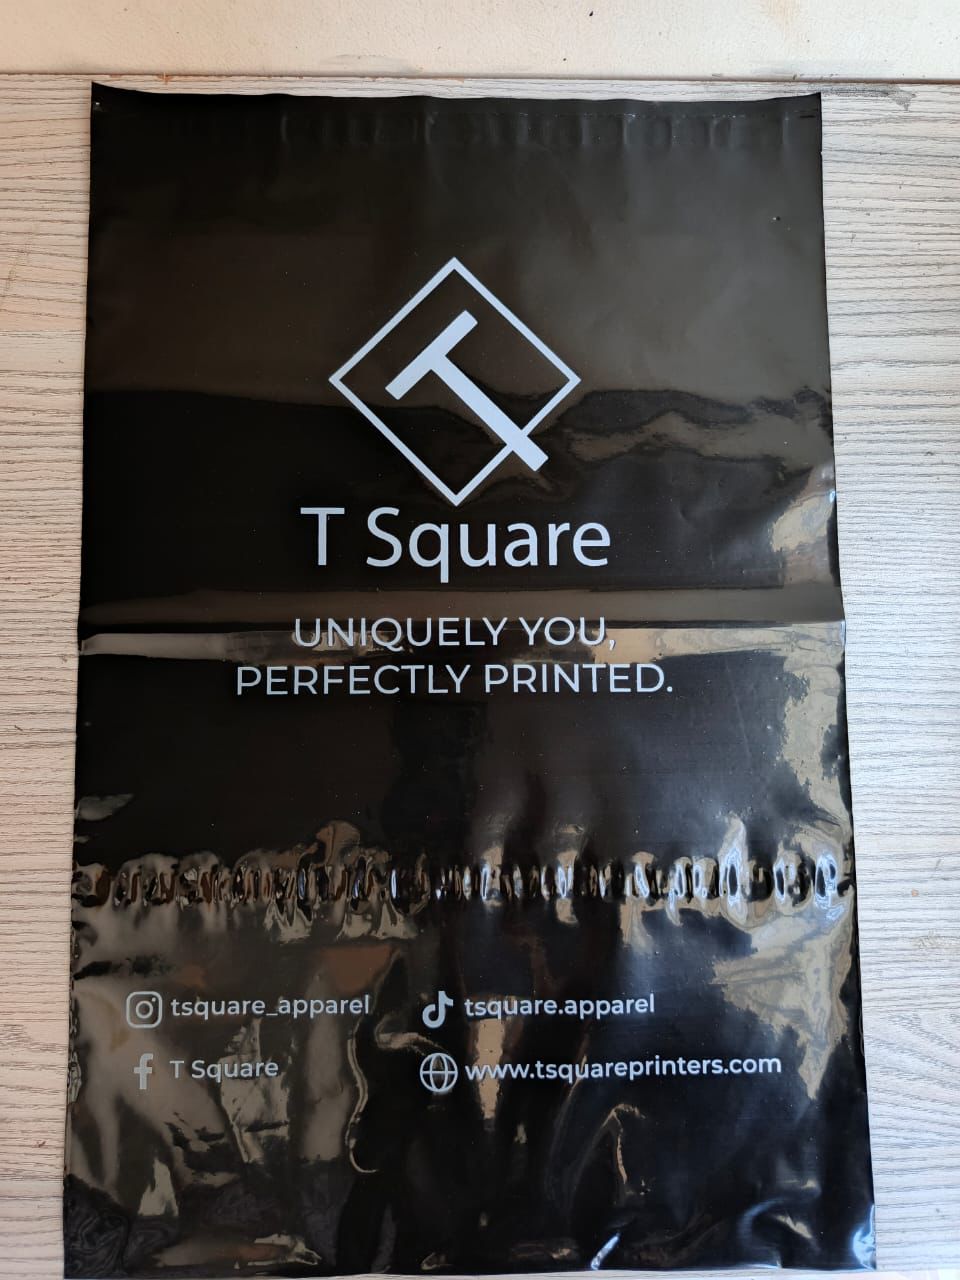 T
T Square
UNIQUELY YOU,
PERFECTLY PRINTED.
tsquare_apparel
tsquare.apparel
T Square
www.tsquareprinters.com